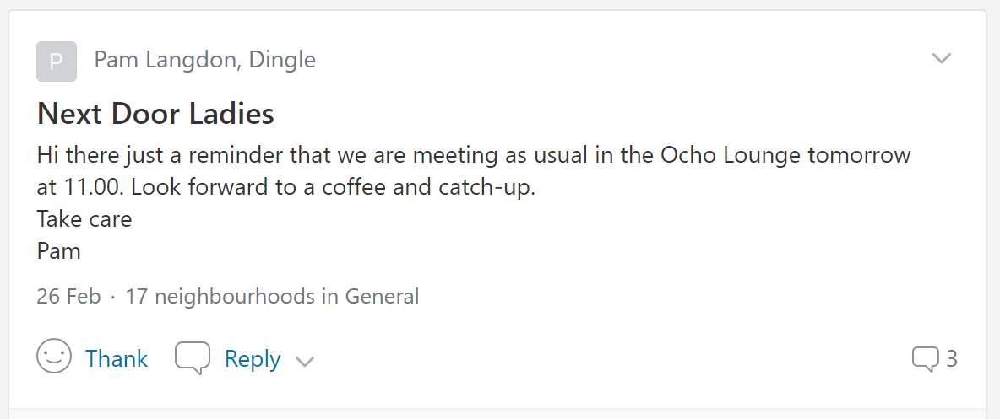 P
Pam Langdon, Dingle
Next Door Ladies
Hi there just a reminder that we are meeting as usual in the Ocho Lounge tomorrow
at 11.00. Look forward to a coffee and catch-up.
Take care
Pam
26 Feb · 17 neighbourhoods in General
Thank Reply 3